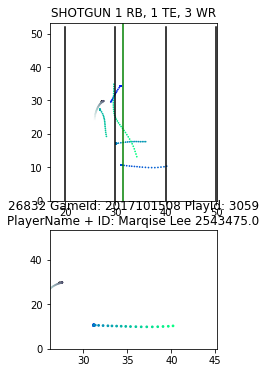 SHOTGUN 1 RB, 1 TE, 3 WR
50
40
30
20
10
0
20 30 40 50
26832 GameId: 2017101508 PlayId: 3059
PlayerName + ID: Marqise Lee 2543475.0
40
20
0
30 35 40 45